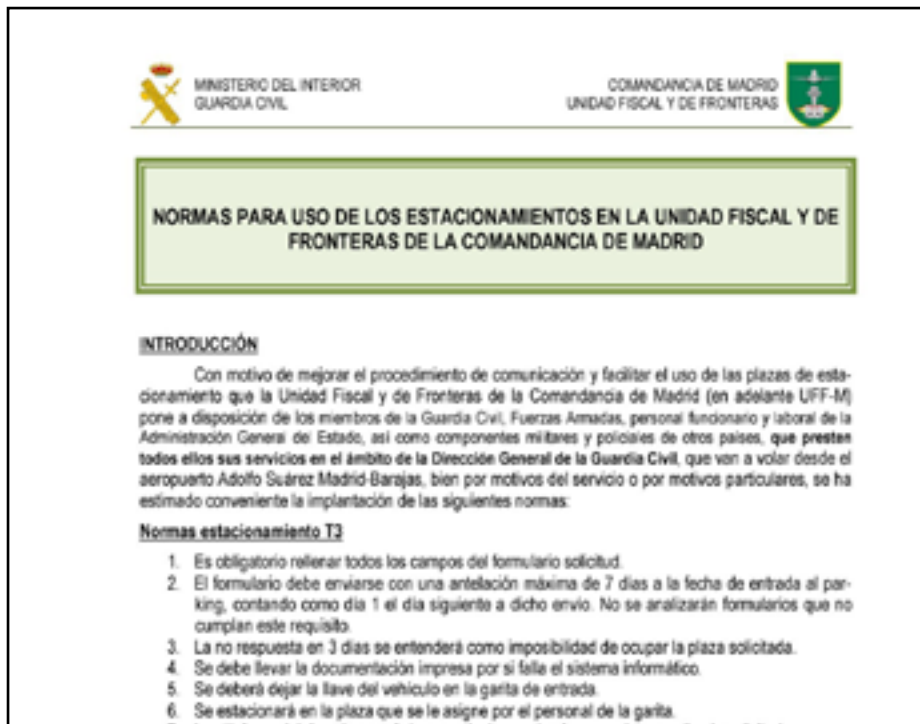 MINISTERIO DEL INTERIOR
GUARDIA CIVIL
COMANDANCIA DE MADRID
UNIDAD FISCAL Y DE FRONTERAS
NORMAS PARA USO DE LOS ESTACIONAMIENTOS EN LA UNIDAD FISCAL Y DE
FRONTERAS DE LA COMANDANCIA DE MADRID
INTRODUCCIÓN
Con motivo de mejorar el procedimiento de comunicación y facilitar el uso de las plazas de esta-
cionamiento que la Unidad Fiscal y de Fronteras de la Comandancia de Madrid (en adelante UFF-M)
pone a disposición de los miembros de la Guardia Civil, Fuerzas Armadas, personal funcionario y laboral de la
Administración General del Estado, así como componentes militares y policiales de otros países, que presten
todos ellos sus servicios en el ámbito de la Dirección General de la Guardia Civil, que van a volar desde el
aeropuerto Adolfo Suárez Madrid-Barajas, bien por motivos del servicio o por motivos particulares, se ha
estimado conveniente la implantación de las siguientes normas:
Normas estacionamiento T3
1. Es obligatorio rellenar todos los campos del formulario solicitud.
2. El formulario debe enviarse con una antelación máxima de 7 días a la fecha de entrada al par-
king, contando como día 1 el día siguiente a dicho envío. No se analizarán formularios que no
cumplan este requisito.
3. La no respuesta en 3 días se entenderá como imposibilidad de ocupar la plaza solicitada.
4. Se debe llevar la documentación impresa por si falla el sistema informático.
5. Se deberá dejar la llave del vehículo en la garita de entrada.
6. Se estacionará en la plaza que se le asigne por el personal de la garita.